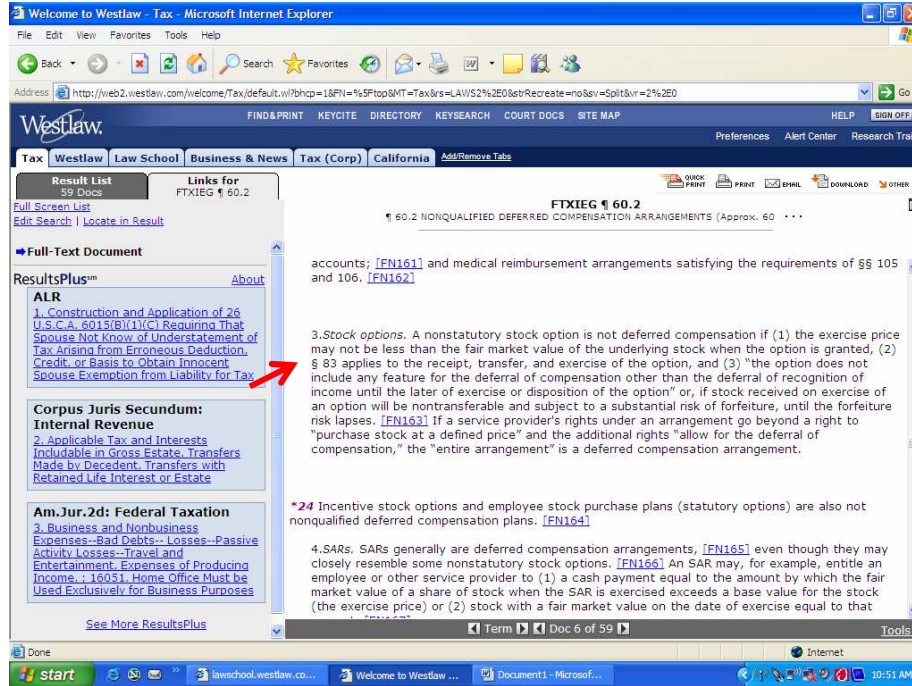 Welcome to Westlaw - Tax - Microsoft Internet Explorer
File Edit View Favorites Tools Help
Back Search Favorites
Address http://web2.westlaw.com/welcome/Tax/default.wl?bhcp=1&FN=%5Ftop&MT=Tax&rs=LAWS2%2E0&strRecreate=no&sv=Split&vr=2%2E0 Go
Westlaw. FIND&PRINT KEYCITE DIRECTORY KEYSEARCH COURT DOCS SITE MAP HELP SIGN OFF
Preferences Alert Center Research Trai
Tax Westlaw Law School Business & News Tax (Corp) California Add/Remove Tabs
Result List
59 Docs
Links for
FTXIEG ¶ 60.2
QUICK PRINT PRINT EMAIL DOWNLOAD OTHER
Full Screen List
Edit Search | Locate in Result
Full-Text Document
ResultsPlus℠ About
ALR
1. Construction and Application of 26
U.S.C.A. 6015(B)(1)(C) Requiring That
Spouse Not Know of Understatement of
Tax Arising from Erroneous Deduction,
Credit, or Basis to Obtain Innocent
Spouse Exemption from Liability for Tax
Corpus Juris Secundum:
Internal Revenue
2. Applicable Tax and Interests
Includable in Gross Estate, Transfers
Made by Decedent, Transfers with
Retained Life Interest or Estate
Am.Jur.2d: Federal Taxation
3. Business and Nonbusiness
Expenses--Bad Debts-- Losses--Passive
Activity Losses--Travel and
Entertainment, Expenses of Producing
Income, ; 16051. Home Office Must be
Used Exclusively for Business Purposes
See More ResultsPlus
FTXIEG ¶ 60.2
¶ 60.2 NONQUALIFIED DEFERRED COMPENSATION ARRANGEMENTS (Approx. 60 ...
accounts; [FN161] and medical reimbursement arrangements satisfying the requirements of §§ 105
and 106. [FN162]
3.Stock options. A nonstatutory stock option is not deferred compensation if (1) the exercise price
may not be less than the fair market value of the underlying stock when the option is granted, (2)
§ 83 applies to the receipt, transfer, and exercise of the option, and (3) "the option does not
include any feature for the deferral of compensation other than the deferral of recognition of
income until the later of exercise or disposition of the option" or, if stock received on exercise of
an option will be nontransferable and subject to a substantial risk of forfeiture, until the forfeiture
risk lapses. [FN163] If a service provider's rights under an arrangement go beyond a right to
"purchase stock at a defined price" and the additional rights "allow for the deferral of
compensation," the "entire arrangement" is a deferred compensation arrangement.
*24 Incentive stock options and employee stock purchase plans (statutory options) are also not
nonqualified deferred compensation plans. [FN164]
4.SARs. SARs generally are deferred compensation arrangements, [FN165] even though they may
closely resemble some nonstatutory stock options. [FN166] An SAR may, for example, entitle an
employee or other service provider to (1) a cash payment equal to the amount by which the fair
market value of a share of stock when the SAR is exercised exceeds a base value for the stock
(the exercise price) or (2) stock with a fair market value on the date of exercise equal to that
Term Doc 6 of 59 Tools
Done Internet
start lawschool.westlaw.co... Welcome to Westlaw ... Document1 - Microsof... 10:51 AM